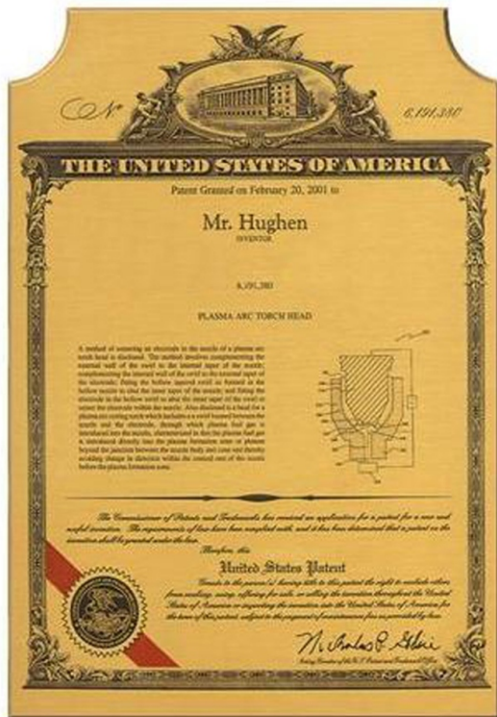 No
6,191,380
THE UNITED STATES OF AMERICA
Patent Granted on February 20, 2001 to
Mr. Hughen
INVENTOR
6,191,380
PLASMA ARC TORCH HEAD
A method of centering an electrode in the nozzle of a plasma arc
torch head is disclosed. The method involves complementing the
external wall of the swirl to the internal taper of the nozzle;
complementing the internal wall of the swirl to the external taper of
the electrode; fitting the hollow tapered swirl so formed in the
hollow nozzle to abut the inner taper of the nozzle; and fitting the
electrode in the hollow swirl to abut the inner taper of the swirl to
center the electrode within the nozzle. Also disclosed is a head for a
plasma arc cutting torch which includes a swirl located between the
nozzle and the electrode, through which plasma fuel gas is
introduced into the nozzle, characterized in that the plasma fuel gas
is introduced directly into the plasma formation zone or plenum
beyond the junction between the nozzle body and cone and thereby
avoiding change in direction within the conical zone of the nozzle
before the plasma formation zone.
The Commissioner of Patents and Trademarks has received an application for a patent for a new and
useful invention. The requirements of law have been complied with, and it has been determined that a patent on the
invention shall be granted under the law.
Therefore, this
United States Patent
Grants to the person(s) having title to this patent the right to exclude others
from making, using, offering for sale, or selling the invention throughout the United
States of America or importing the invention into the United States of America for
the term of this patent, subject to the payment of maintenance fees as provided by law.
Nicholas P. Godici
Acting Director of the U.S. Patent and Trademark Office